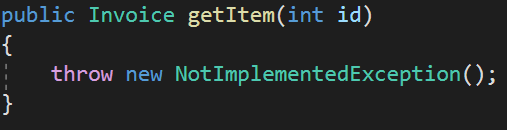 public Invoice getItem(int id)
{
    throw new NotImplementedException();
}